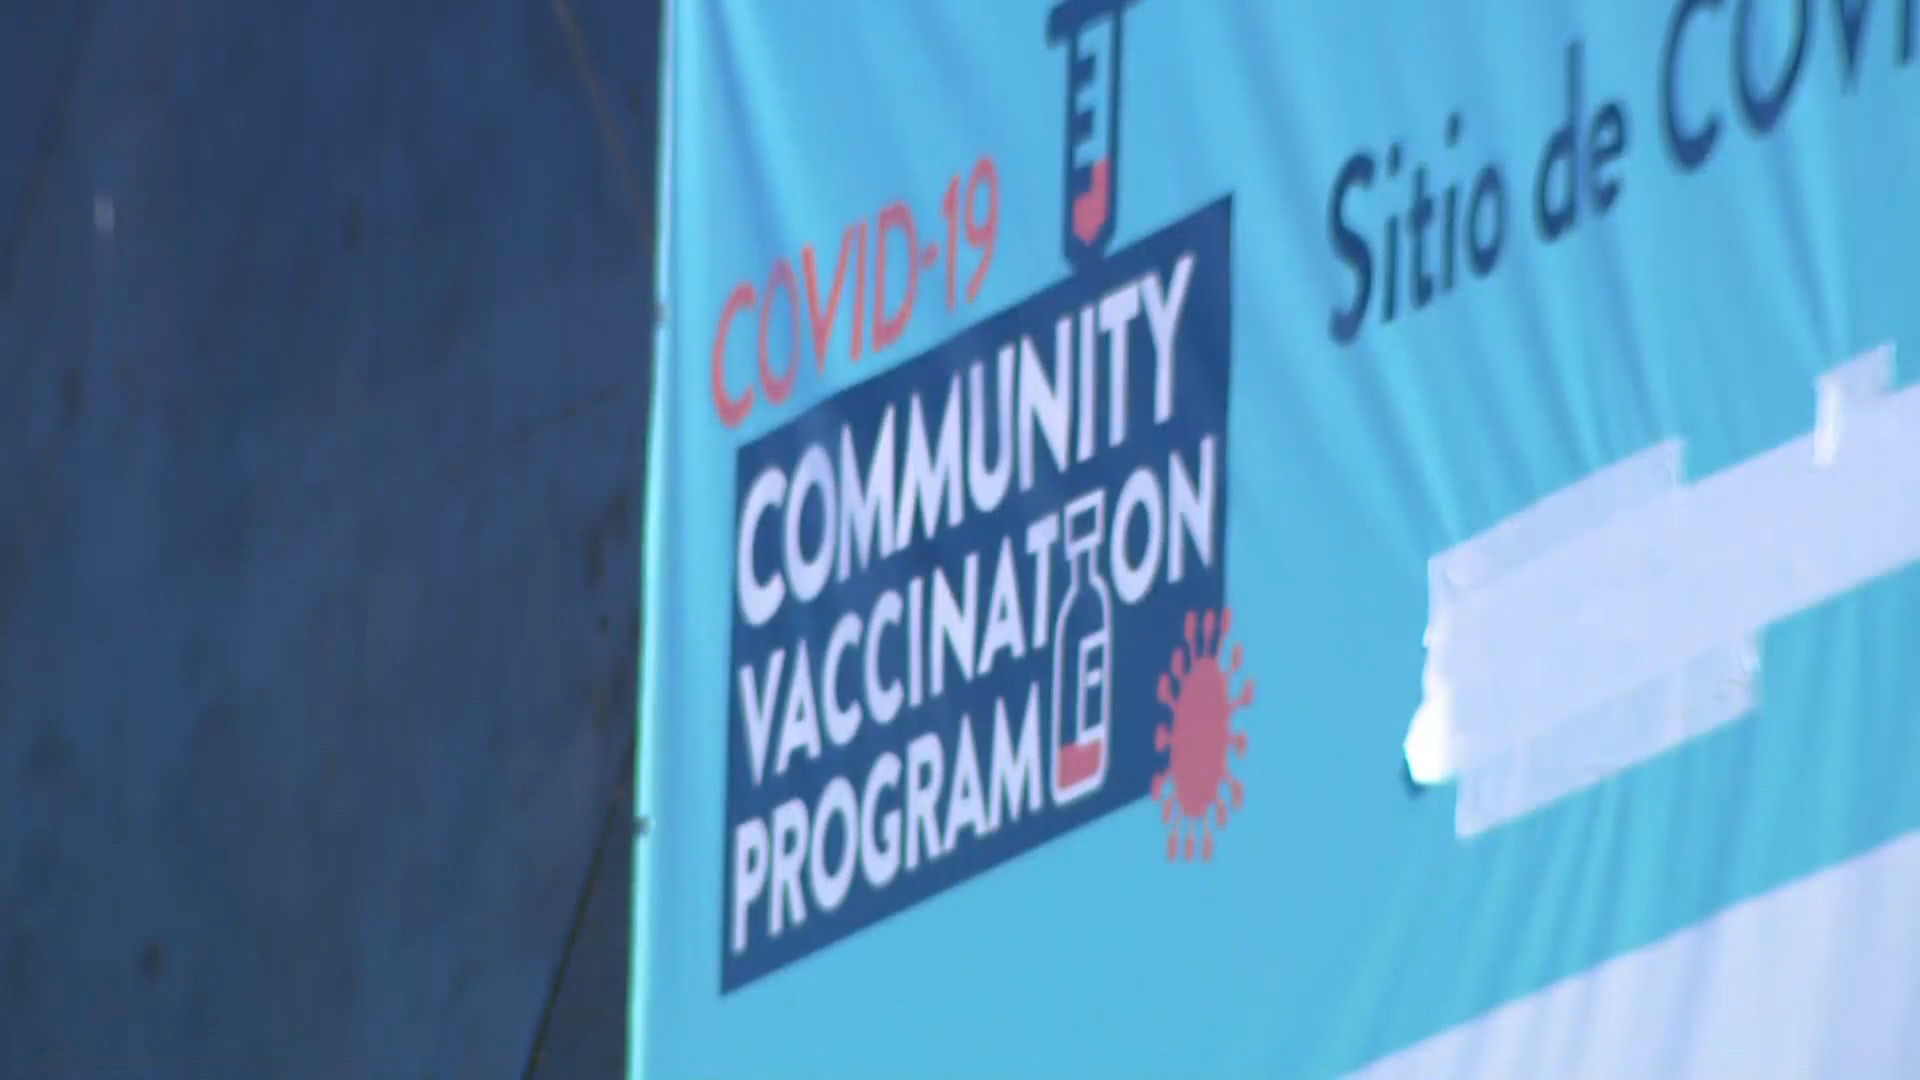 COVID-19
COMMUNITY
VACCINATION
PROGRAM
Sitio de